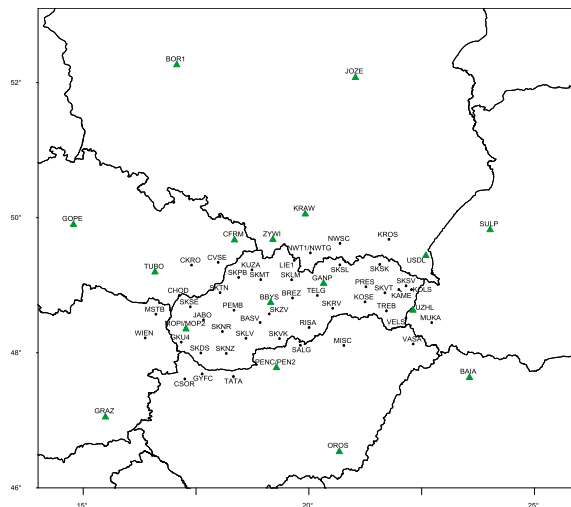 BOR1
JOZE
52°
KRAW
50°
GOPE
CFRM
ZYWI
NWSC
KROS
SULP
TUBO
CKRO
CVSE
KUZA
LIE1
NWT1/NWTG
SKSL
SKSK
USDL
SKPB
SKMT
SKLM
GANP
PRES
SKVT
SKSV
CHOD
SKTN
BBYS
BREZ
TELG
KOSE
KAME
KOLS
MSTB
SKSE
PEMB
SKZV
SKRV
TREB
UZHL
JABO
BASV
MOPI/MOP2
RISA
VELS
MUKA
WIEN
GKU4
SKNR
SKLV
SKVK
SALG
MISC
VASA
48°
SKDS
SKNZ
PENC/PEN2
CSOR
GYFC
TATA
BAIA
GRAZ
OROS
46°
15°
20°
25°